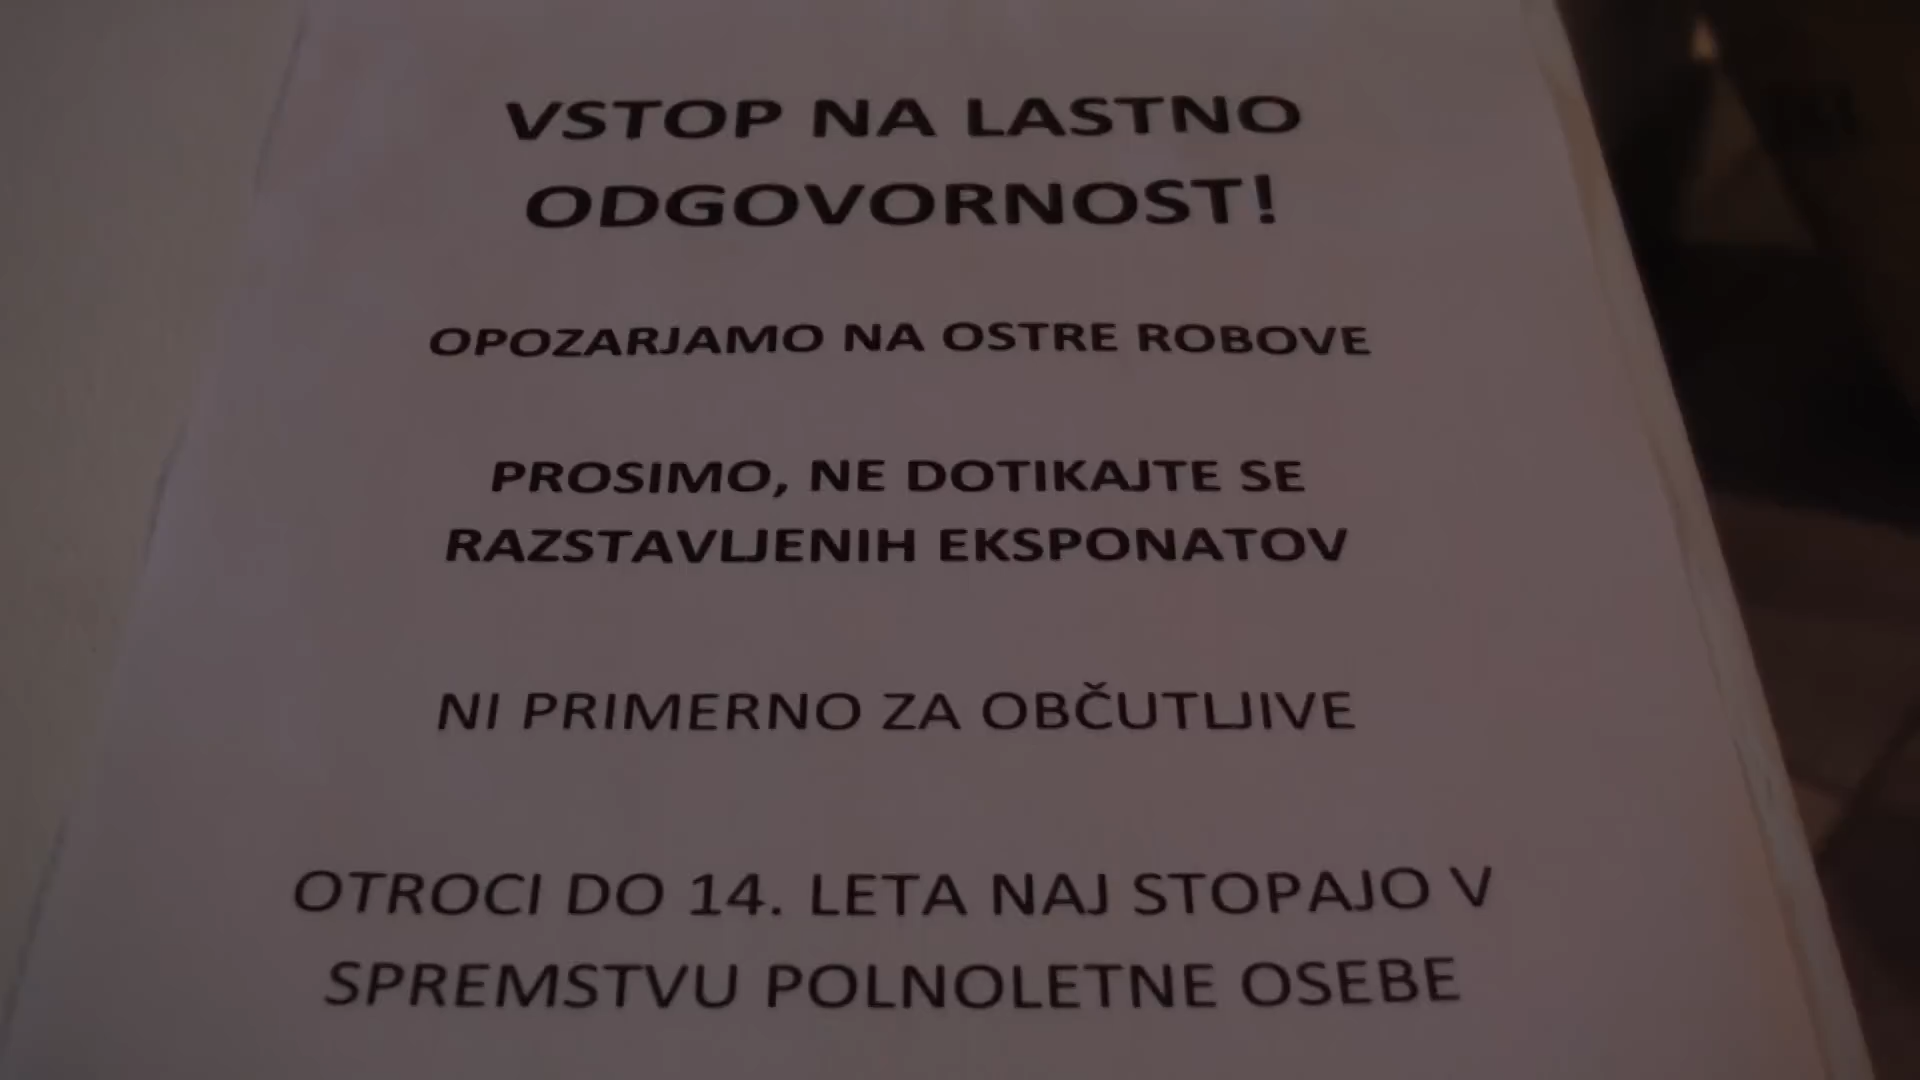 VSTOP NA LASTNO
ODGOVORNOST!
OPOZARJAMO NA OSTRE ROBOVE
PROSIMO, NE DOTIKAJTE SE
RAZSTAVLJENIH EKSPONATOV
NI PRIMERNO ZA OBČUTLJIVE
OTROCI DO 14. LETA NAJ STOPAJO V
SPREMSTVU POLNOLETNE OSEBE